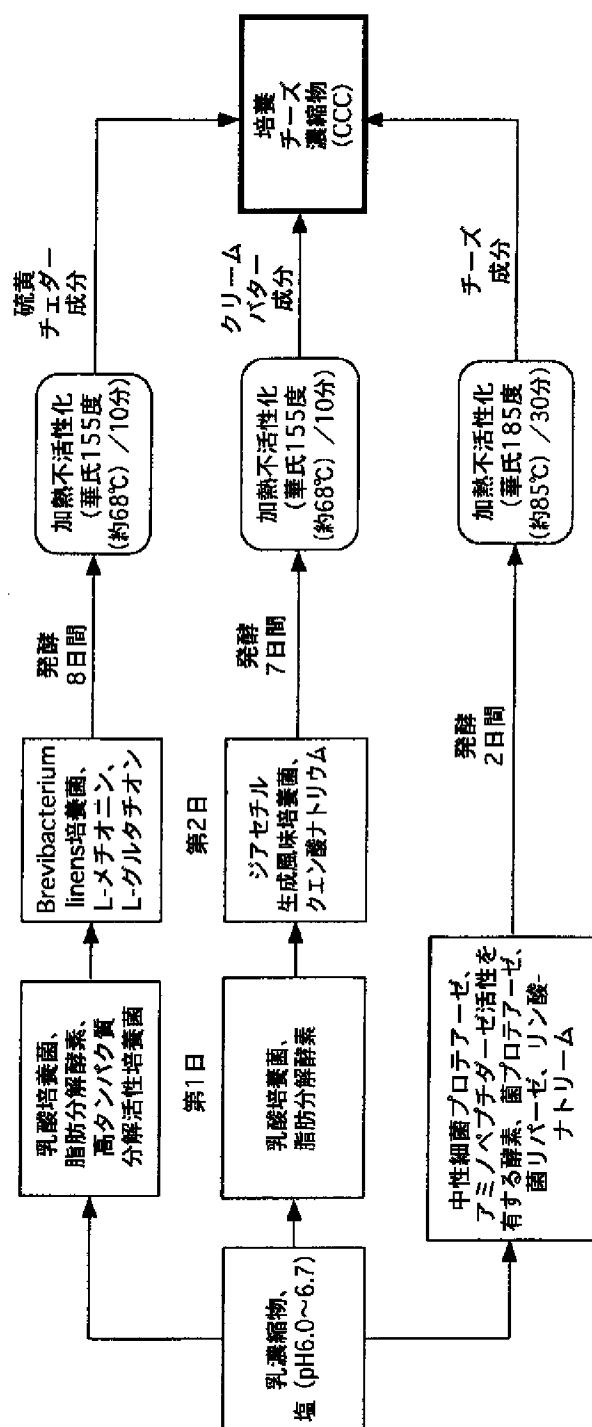 乳濃縮物、
塩（pH6.0～6.7）
乳酸培養菌、
脂肪分解酵素、
高タンパク質
分解活性培養菌
第1日
乳酸培養菌、
脂肪分解酵素
中性細菌プロテアーゼ、
アミノペプチダーゼ活性を
有する酵素、菌プロテアーゼ、
菌リパーゼ、リン酸-
ナトリーム
Brevibacterium
linens培養菌、
L-メチオニン、
L-グルタチオン
第2日
ジアセチル
生成風味培養菌、
クエン酸ナトリウム
発酵
8日間
発酵
7日間
発酵
2日間
加熱不活性化
（華氏155度
（約68℃）／10分）
加熱不活性化
（華氏155度
（約68℃）／10分）
加熱不活性化
（華氏185度
（約85℃）／30分）
硫黄
チェダー
成分
クリーム
バター
成分
チーズ
成分
培養
チーズ
濃縮物
(CCC)